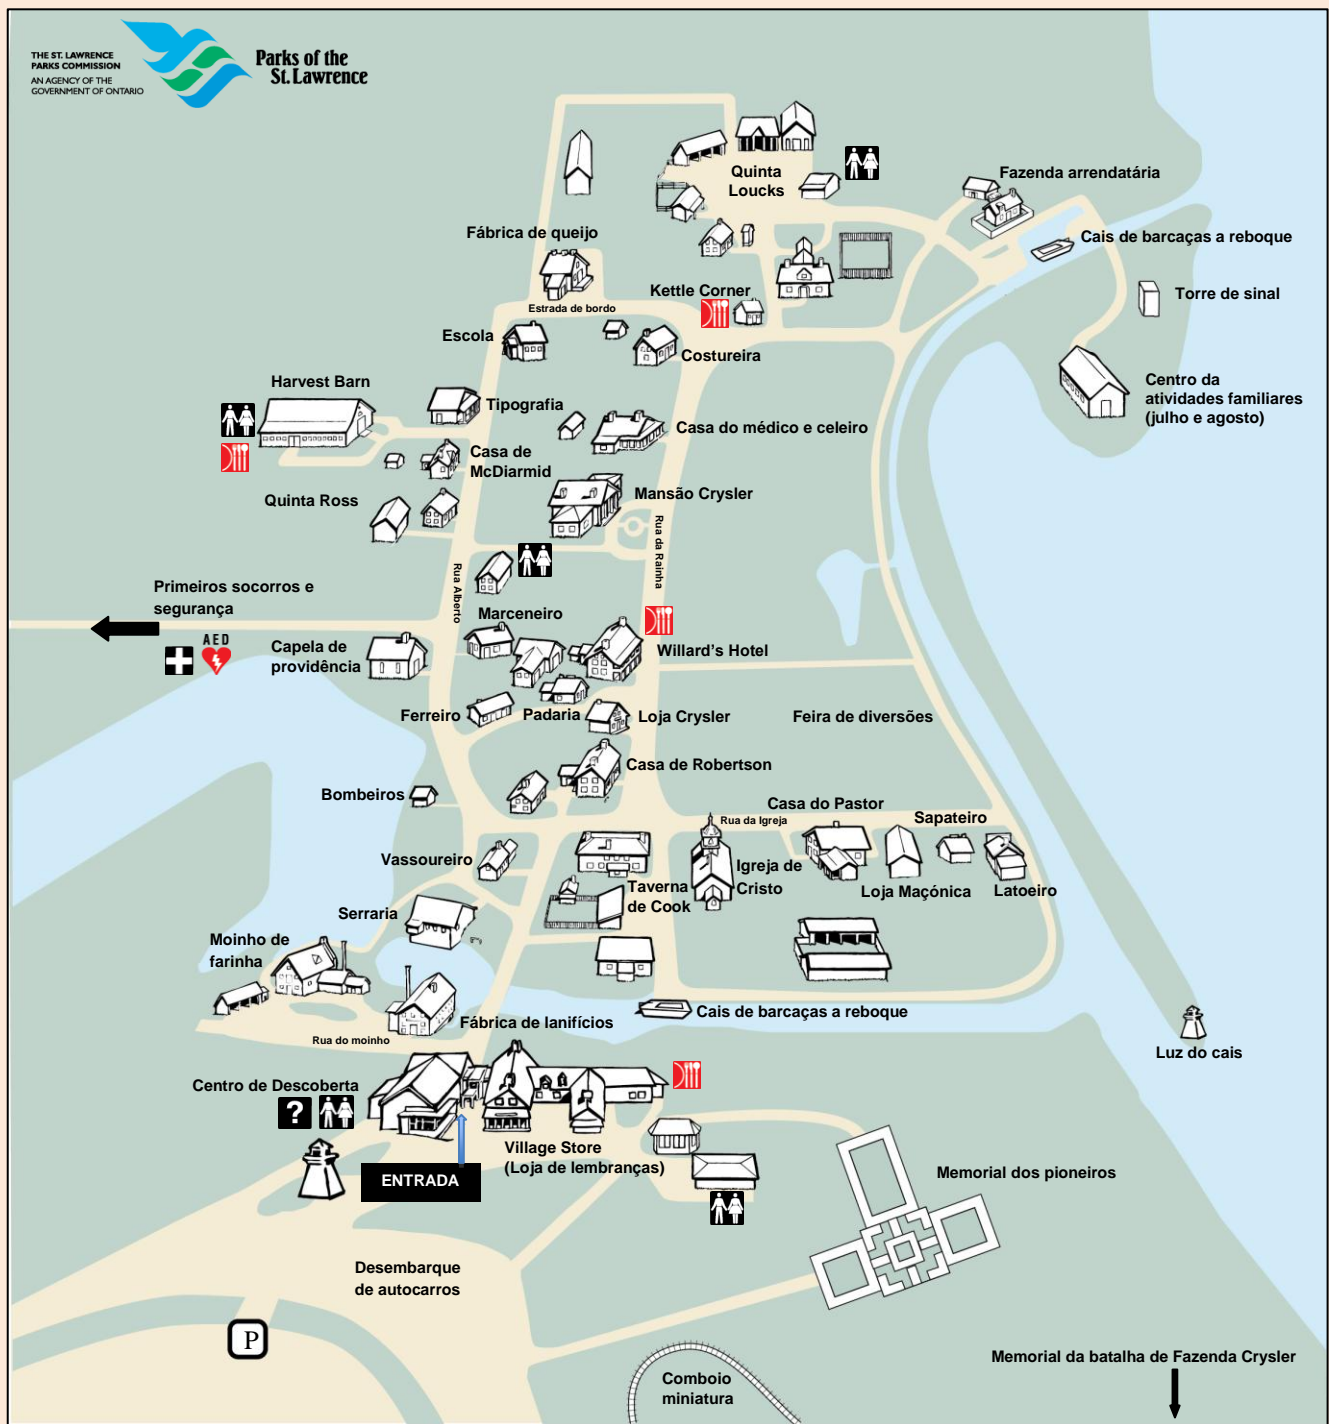 THE ST. LAWRENCE
PARKS COMMISSION
AN AGENCY OF THE
GOVERNMENT OF ONTARIO
Parks of the
St. Lawrence
Quinta
Loucks
Fazenda arrendatária
Fábrica de queijo
Cais de barcaças a reboque
Kettle Corner
Torre de sinal
Estrada de bordo
Escola
Costureira
Harvest Barn
Centro da
atividades familiares
(julho e agosto)
Tipografia
Casa do médico e celeiro
Casa de
McDiarmid
Quinta Ross
Mansão Crysler
Rua da Rainha
Rua Alberto
Primeiros socorros e
segurança
AED
Marceneiro
Capela de
providência
Willard's Hotel
Ferreiro
Padaria
Loja Crysler
Feira de diversões
Casa de Robertson
Bombeiros
Casa do Pastor
Rua da Igreja
Sapateiro
Vassoureiro
Igreja de
Cristo
Taverna
de Cook
Loja Maçónica
Latoeiro
Serraria
Moinho de
farinha
Fábrica de lanifícios
Cais de barcaças a reboque
Rua do moinho
Luz do cais
Centro de Descoberta
?
Village Store
(Loja de lembranças)
ENTRADA
Memorial dos pioneiros
Desembarque
de autocarros
P
Memorial da batalha de Fazenda Crysler
Comboio
miniatura